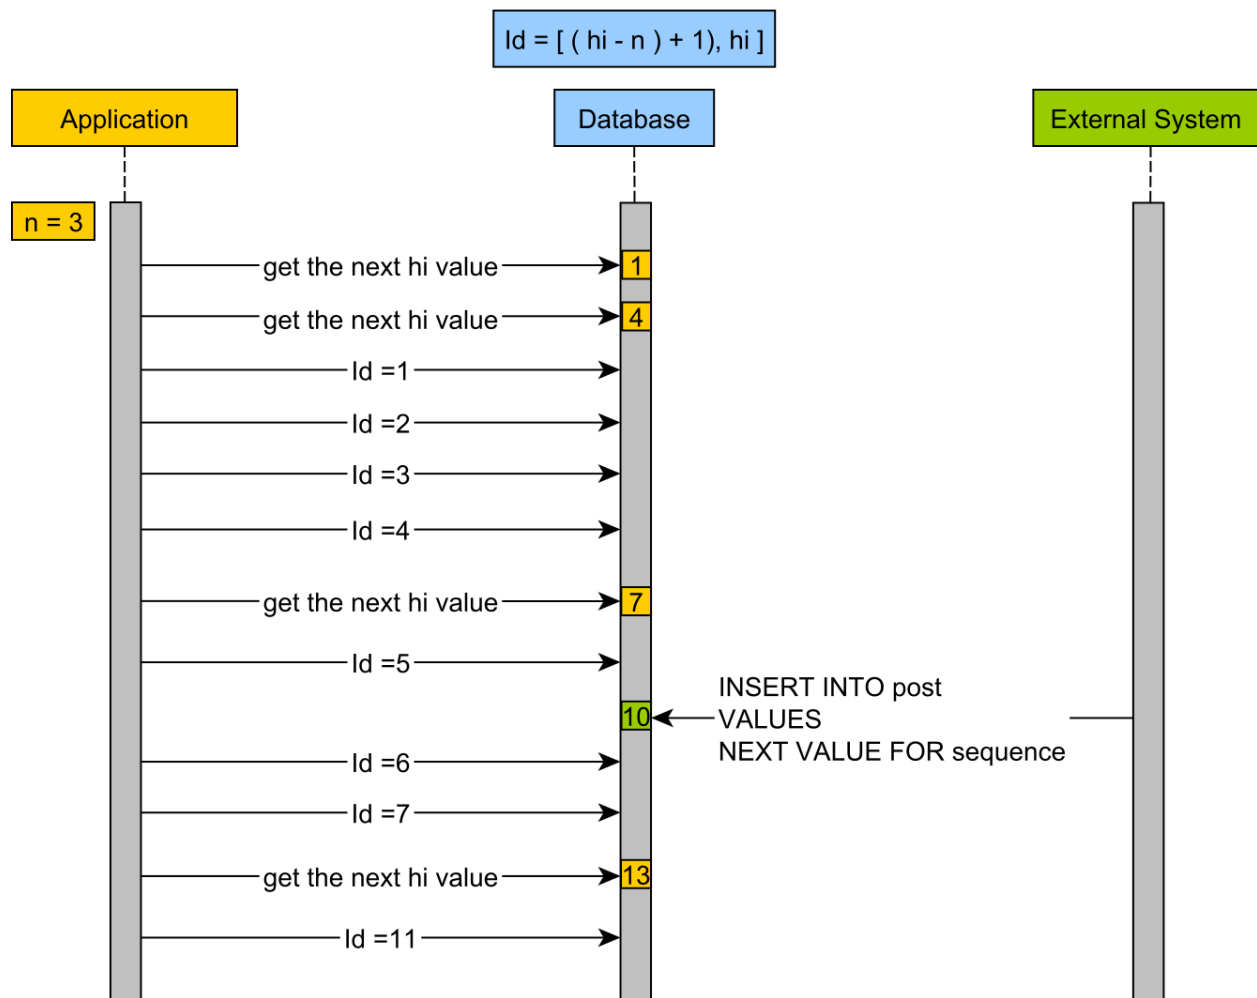 Id = [ ( hi - n ) + 1), hi ]
Application
Database
External System
n = 3
get the next hi value
1
get the next hi value
4
Id =1
Id =2
Id =3
Id =4
get the next hi value
7
Id =5
10
INSERT INTO post
VALUES
NEXT VALUE FOR sequence
Id =6
Id =7
get the next hi value
13
Id =11